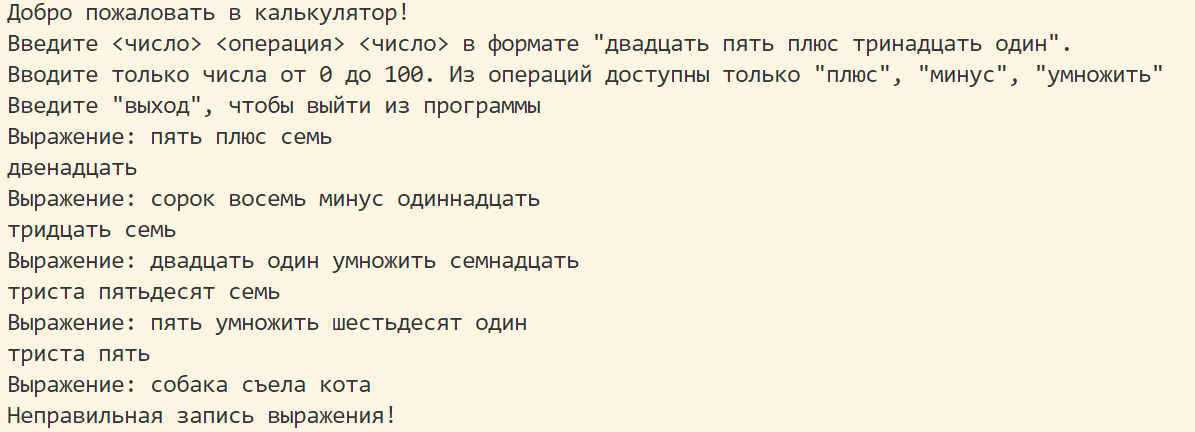 Добро пожаловать в калькулятор!
Введите <число> <операция> <число> в формате "двадцать пять плюс тринадцать один".
Вводите только числа от 0 до 100. Из операций доступны только "плюс", "минус", "умножить"
Введите "выход", чтобы выйти из программы
Выражение: пять плюс семь
двенадцать
Выражение: сорок восемь минус одиннадцать
тридцать семь
Выражение: двадцать один умножить семнадцать
триста пятьдесят семь
Выражение: пять умножить шестьдесят один
триста пять
Выражение: собака съела кота
Неправильная запись выражения!